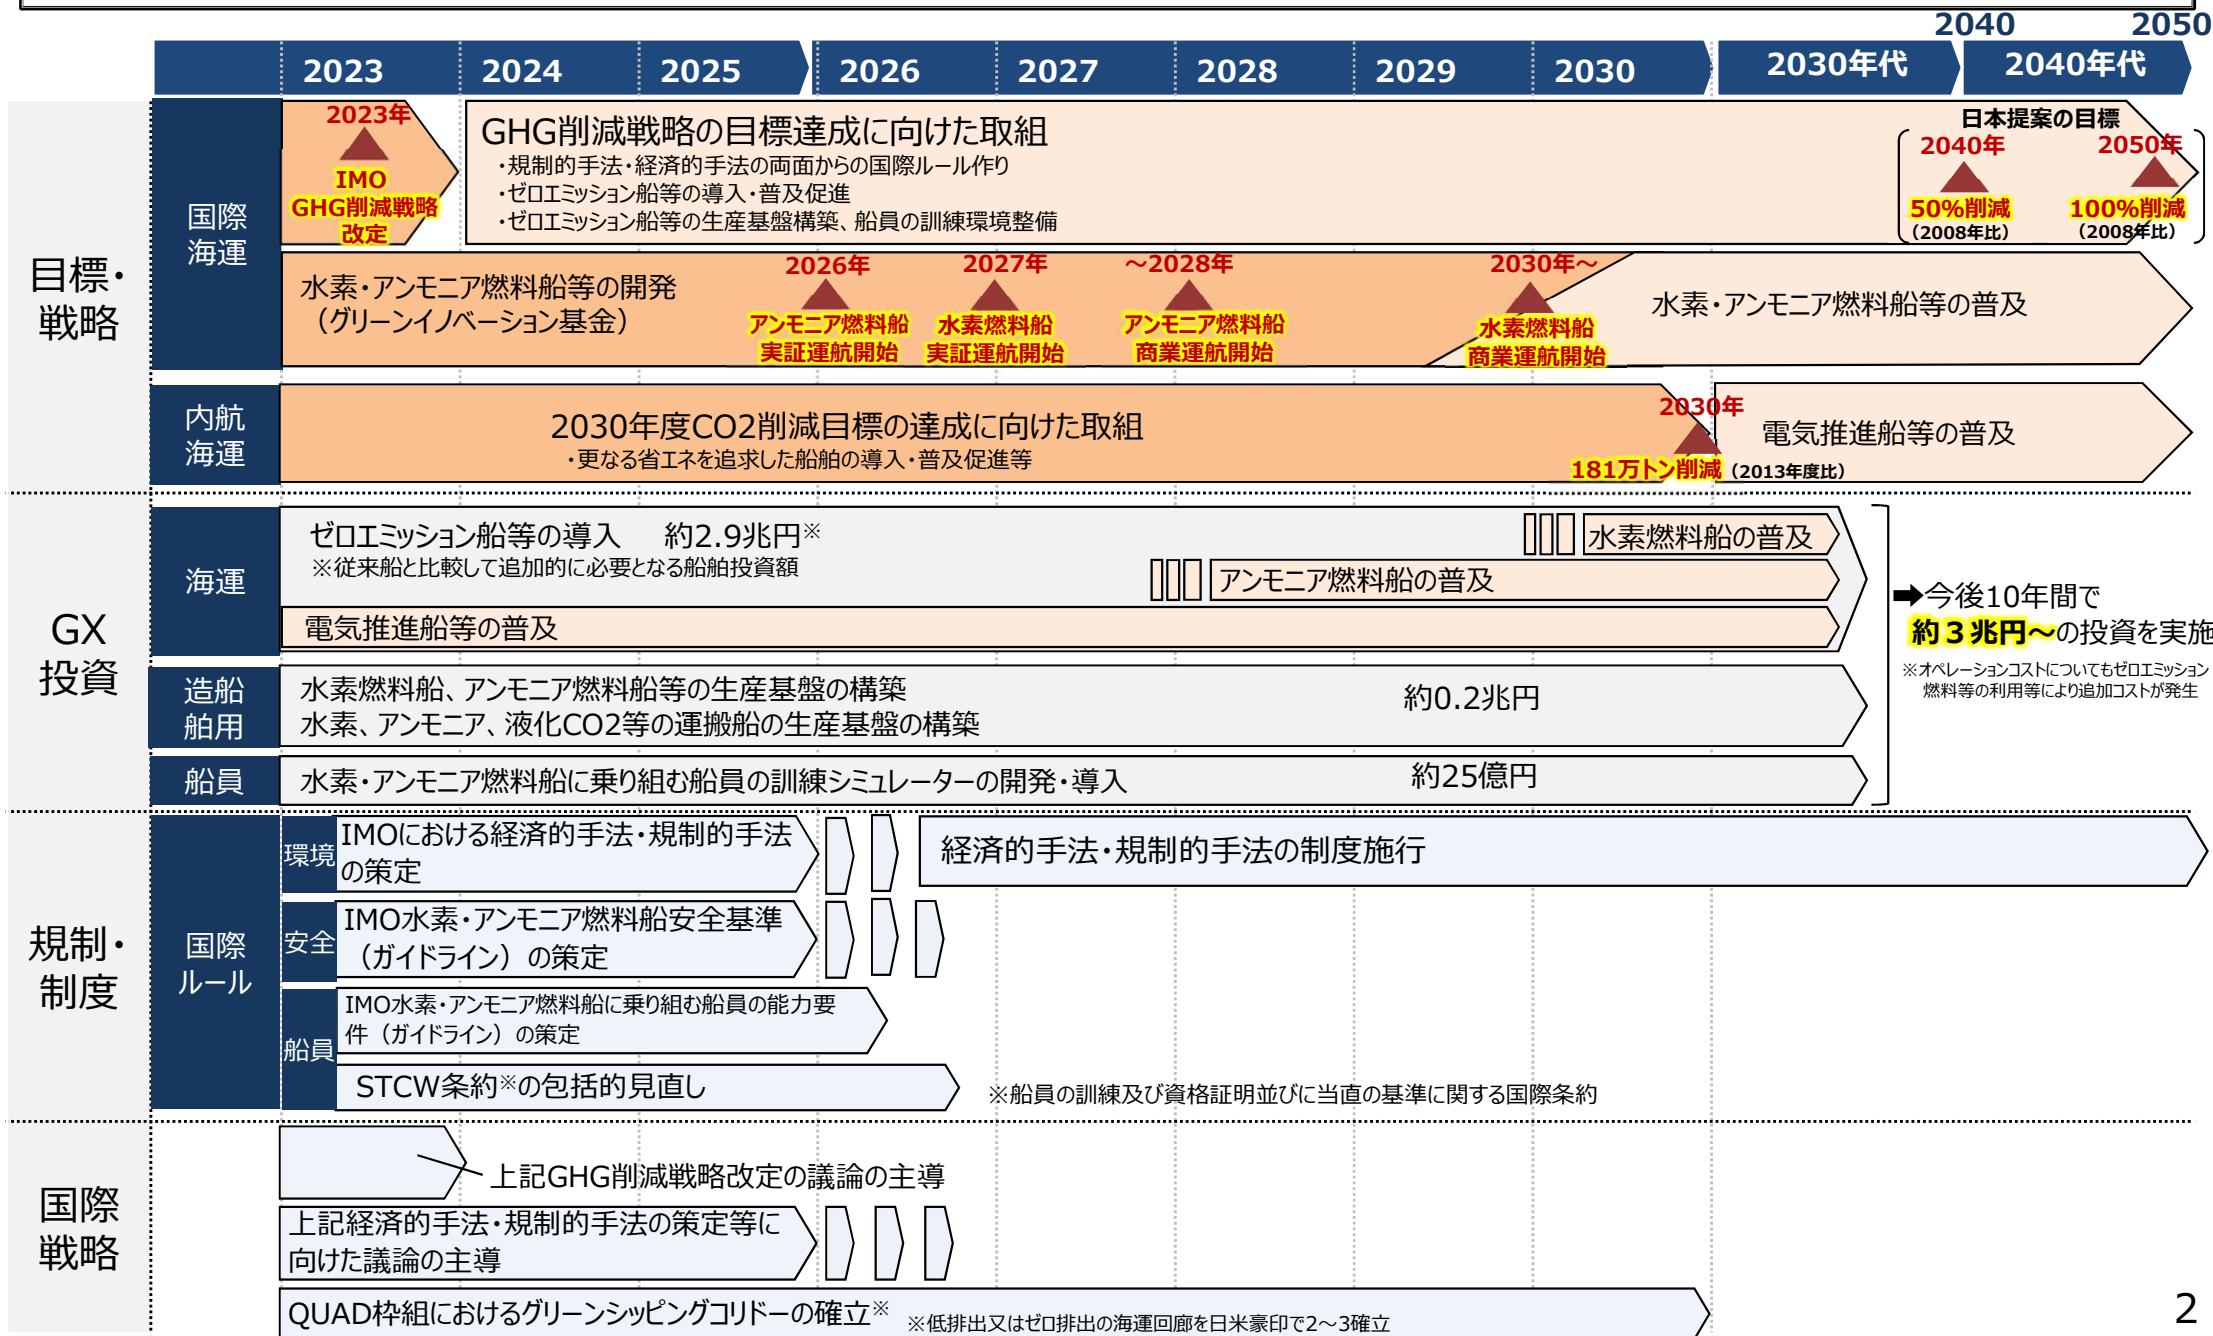 2040 2050
2023 2024 2025 2026 2027 2028 2029 2030 2030年代 2040年代
目標・
戦略
国際
海運
2023年
IMO
GHG削減戦略
改定
GHG削減戦略の目標達成に向けた取組
・規制的手法・経済的手法の両面からの国際ルール作り
・ゼロエミッション船等の導入・普及促進
・ゼロエミッション船等の生産基盤構築、船員の訓練環境整備
日本提案の目標
2040年
50%削減
(2008年比)
2050年
100%削減
(2008年比)
水素・アンモニア燃料船等の開発
（グリーンイノベーション基金）
2026年
アンモニア燃料船
実証運航開始
2027年
水素燃料船
実証運航開始
～2028年
アンモニア燃料船
商業運航開始
2030年～
水素燃料船
商業運航開始
水素・アンモニア燃料船等の普及
内航
海運
2030年度CO2削減目標の達成に向けた取組
・更なる省エネを追求した船舶の導入・普及促進等
2030年
181万トン削減 (2013年度比)
電気推進船等の普及
GX
投資
海運
ゼロエミッション船等の導入 約2.9兆円※
※従来船と比較して追加的に必要となる船舶投資額
水素燃料船の普及
アンモニア燃料船の普及
電気推進船等の普及
造船
舶用
水素燃料船、アンモニア燃料船等の生産基盤の構築
水素、アンモニア、液化CO2等の運搬船の生産基盤の構築
約0.2兆円
船員
水素・アンモニア燃料船に乗り組む船員の訓練シミュレーターの開発・導入 約25億円
➡今後10年間で
約３兆円～の投資を実施
※オペレーションコストについてもゼロエミッション
燃料等の利用等により追加コストが発生
規制・
制度
国際
ルール
環境
IMOにおける経済的手法・規制的手法
の策定
経済的手法・規制的手法の制度施行
安全
IMO水素・アンモニア燃料船安全基準
（ガイドライン）の策定
船員
IMO水素・アンモニア燃料船に乗り組む船員の能力要
件（ガイドライン）の策定
STCW条約※の包括的見直し
※船員の訓練及び資格証明並びに当直の基準に関する国際条約
国際
戦略
上記GHG削減戦略改定の議論の主導
上記経済的手法・規制的手法の策定等に
向けた議論の主導
QUAD枠組におけるグリーンシッピングコリドーの確立※ ※低排出又はゼロ排出の海運回廊を日米豪印で2～3確立
2